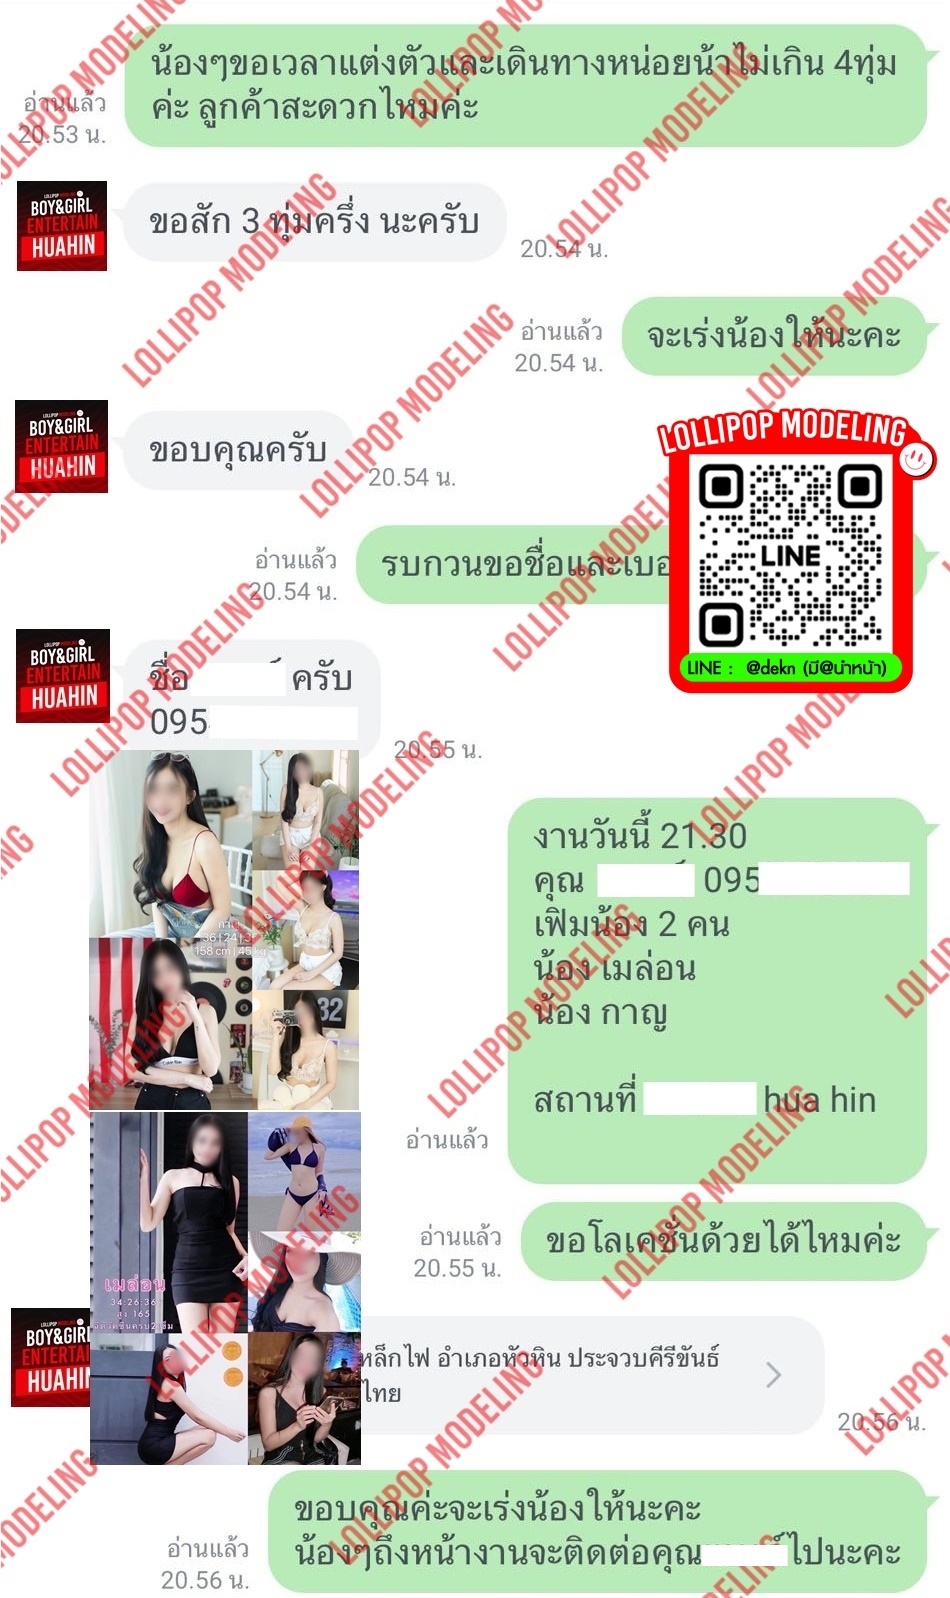 น้องๆขอเวลาแต่งตัวและเดินทางหน่อยน้าไม่เกิน 4ทุ่ม
ค่ะ ลูกค้าสะดวกไหมค่ะ
อ่านแล้ว
20.53 น.
LOLLIPOP MODELING
BOY&GIRL
ENTERTAIN
HUAHIN
ขอสัก 3 ทุ่มครึ่ง นะครับ
20.54 น.
จะเร่งน้องให้นะคะ
อ่านแล้ว
20.54 น.
LOLLIPOP MODELING
BOY&GIRL
ENTERTAIN
HUAHIN
ขอบคุณครับ
20.54 น.
LOLLIPOP MODELING
LINE
LINE : @dekn (มี@นำหน้า)
รบกวนขอชื่อและเบอ
อ่านแล้ว
20.54 น.
LOLLIPOP MODELING
BOY&GIRL
ENTERTAIN
HUAHIN
ชื่อ ครับ
095
20.55 น.
งานวันนี้ 21.30
คุณ 095
เฟิมน้อง 2 คน
น้อง เมล่อน
น้อง กาญ
สถานที่ hua hin
อ่านแล้ว
158 cm | 45 kg
32
ขอโลเคชั่นด้วยได้ไหมค่ะ
อ่านแล้ว
20.55 น.
เมล่อน
34:26:36
สูง 165
BOY&GIRL
ENTERTAIN
HUAHIN
หล็กไฟ อำเภอหัวหิน ประจวบคีรีขันธ์
ไทย
20.56 น.
ขอบคุณค่ะจะเร่งน้องให้นะคะ
น้องๆถึงหน้างานจะติดต่อคุณ ไปนะคะ
อ่านแล้ว
20.56 น.
LOLLIPOP MODELING